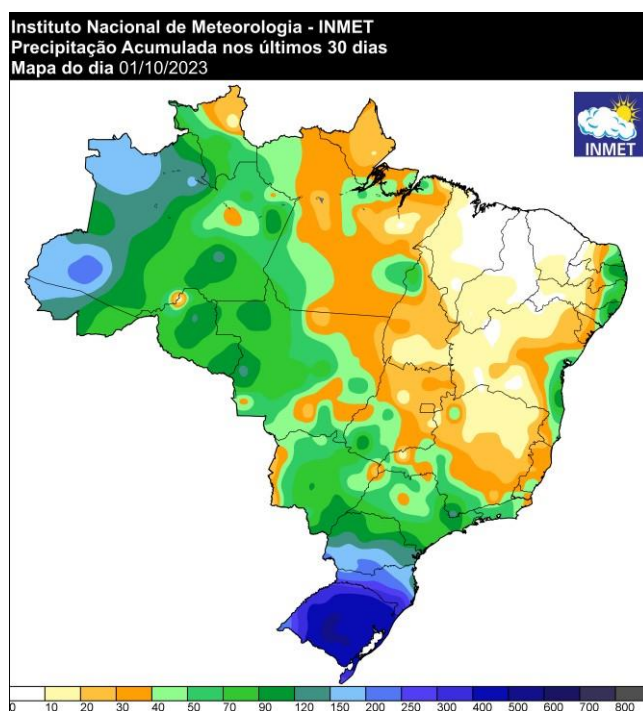 Instituto Nacional de Meteorologia - INMET
Precipitação Acumulada nos últimos 30 dias
Mapa do dia 01/10/2023
INMET
0 10 20 30 40 50 70 90 120 150 200 250 300 400 500 600 700 800